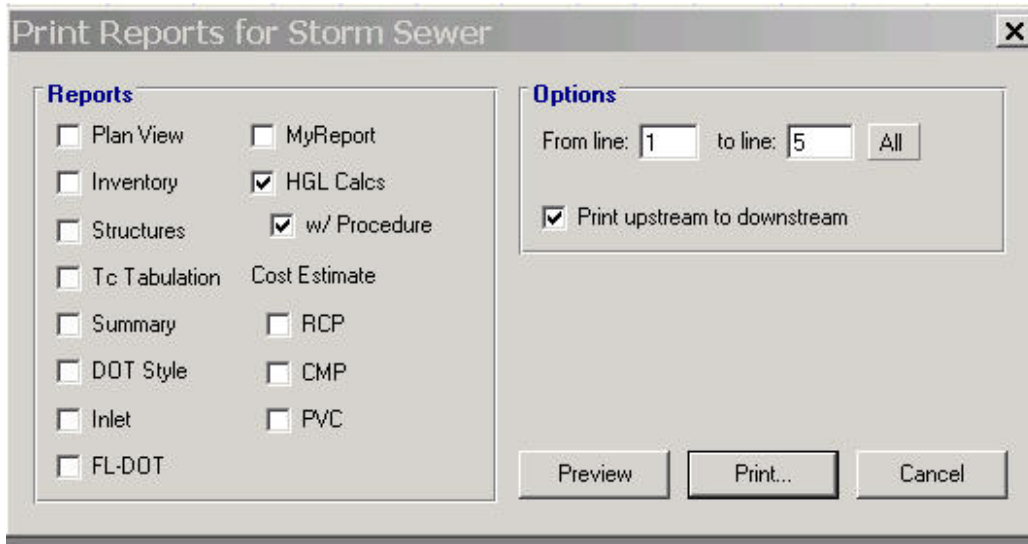 Print Reports for Storm Sewer
Reports
Plan View
Inventory
Structures
Tc Tabulation
Summary
DOT Style
Inlet
FL-DOT
MyReport
HGL Calcs
w/ Procedure
Cost Estimate
RCP
CMP
PVC
Options
From line: 1 to line: 5 All
Print upstream to downstream
Preview Print... Cancel